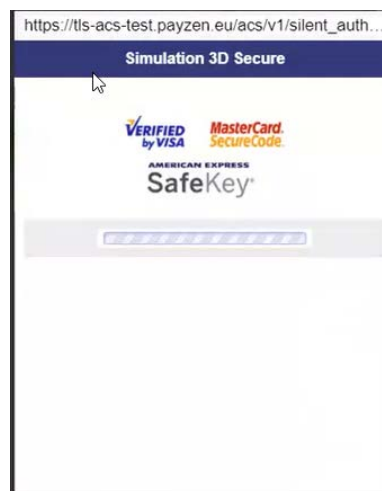 https://tls-acs-test.payzen.eu/acs/v1/silent_auth...
Simulation 3D Secure
VERIFIED MasterCard.
by VISA SecureCode.
AMERICAN EXPRESS
SafeKey